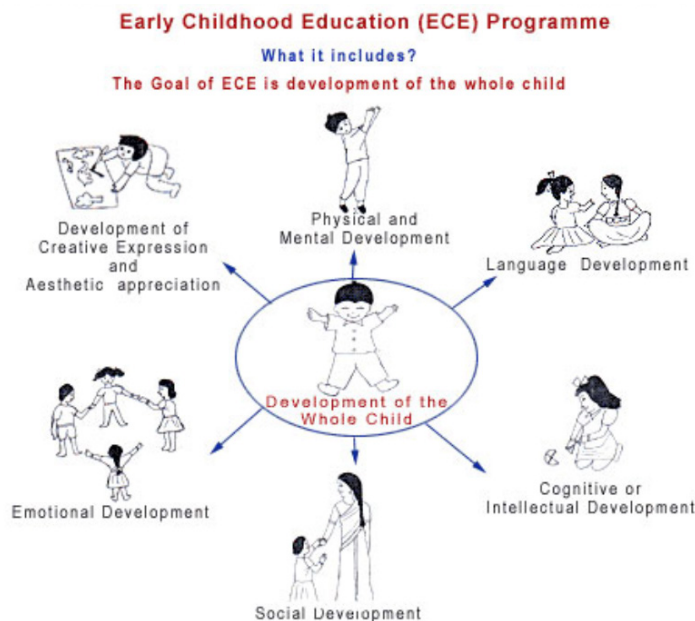 Early Childhood Education (ECE) Programme
What it includes?
The Goal of ECE is development of the whole child
Development of
Creative Expression
and
Aesthetic appreciation
Physical and
Mental Development
Language Development
Development of the
Whole Child
Emotional Development
Cognitive or
Intellectual Development
Social Development